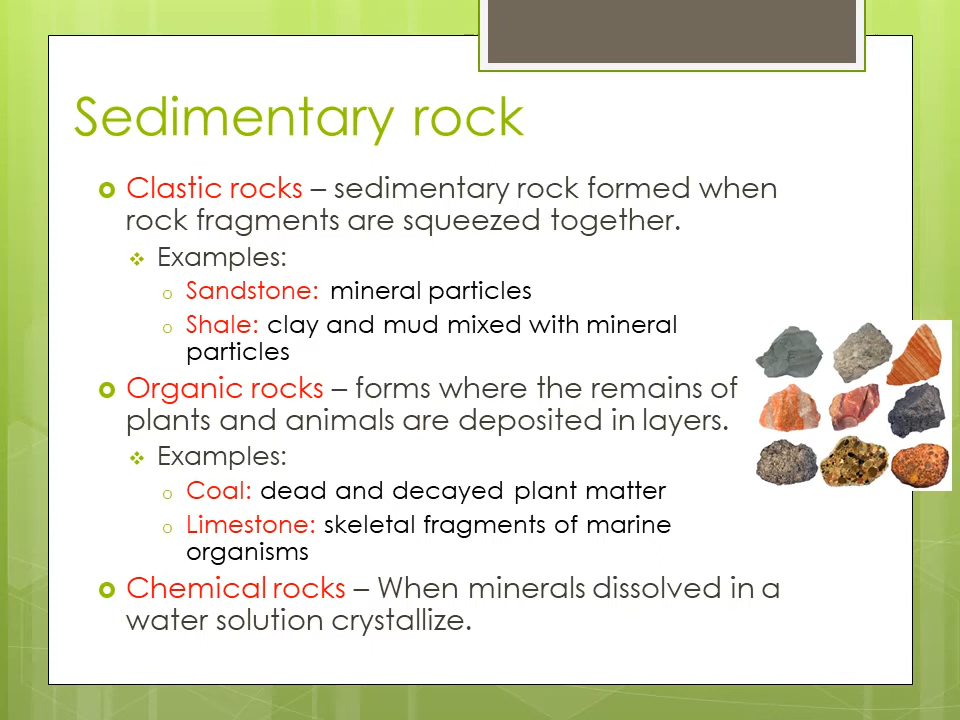 Sedimentary rock
Clastic rocks – sedimentary rock formed when
rock fragments are squeezed together.
Examples:
Sandstone: mineral particles
Shale: clay and mud mixed with mineral
particles
Organic rocks – forms where the remains of
plants and animals are deposited in layers.
Examples:
Coal: dead and decayed plant matter
Limestone: skeletal fragments of marine
organisms
Chemical rocks – When minerals dissolved in a
water solution crystallize.